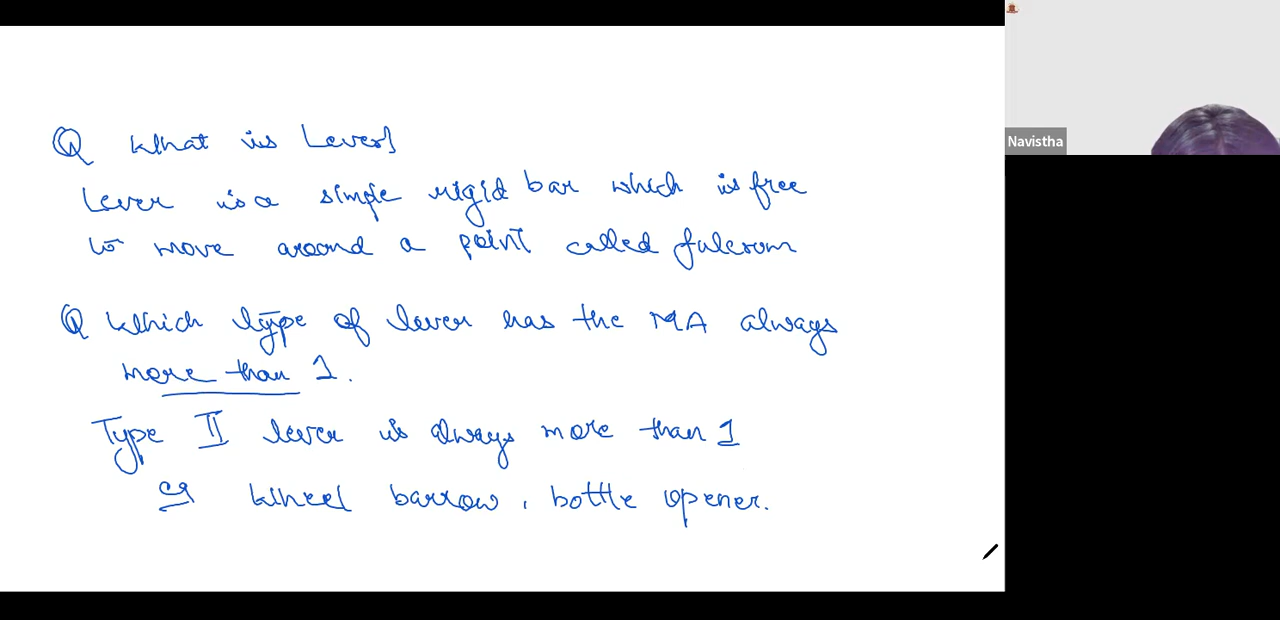 Q What is Lever?
Lever is a simple rigid bar which is free
to move around a point called fulcrum
Q Which type of lever has the MA always
more than 1.
Type II lever is always more than 1
eg Wheel barrow, bottle opener.
Navistha